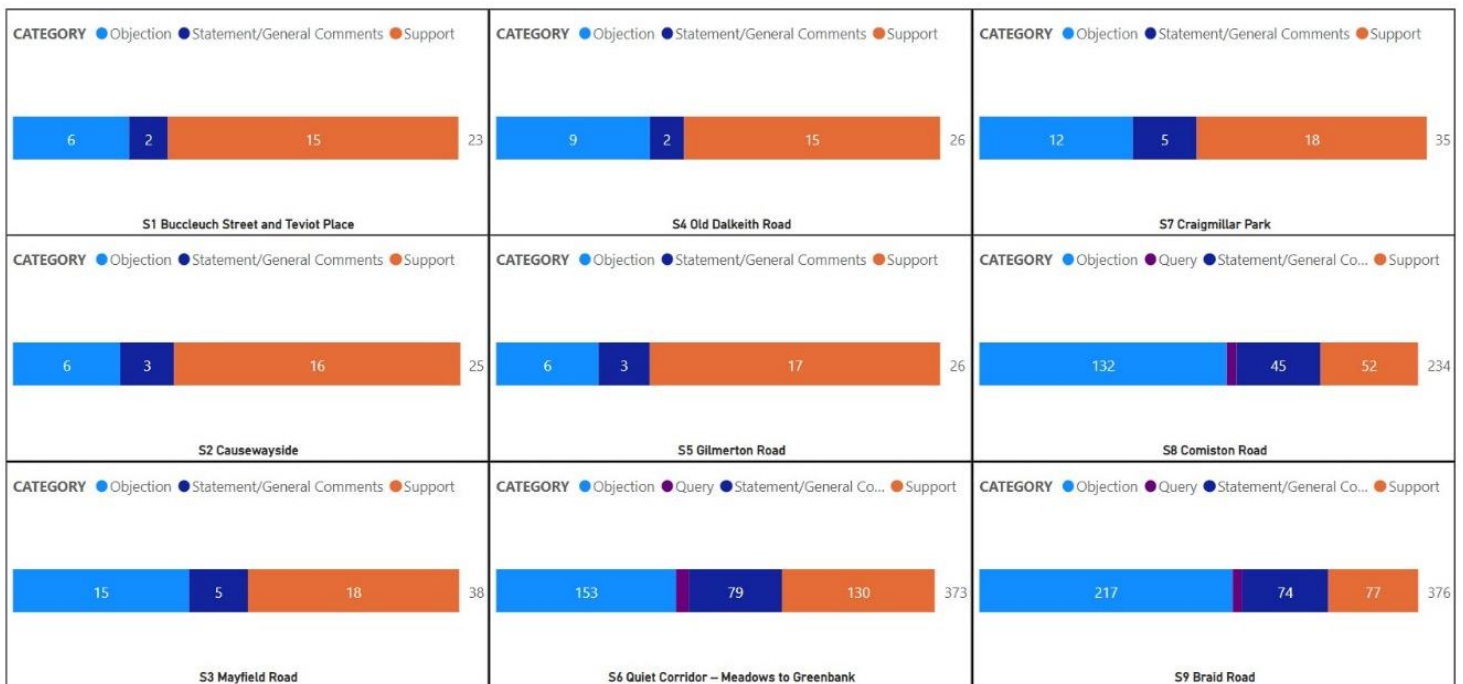 CATEGORY Objection Statement/General Comments Support
6 2 15 23
S1 Buccleuch Street and Teviot Place
CATEGORY Objection Statement/General Comments Support
9 2 15 26
S4 Old Dalkeith Road
CATEGORY Objection Statement/General Comments Support
12 5 18 35
S7 Craigmillar Park
CATEGORY Objection Statement/General Comments Support
6 3 16 25
S2 Causewayside
CATEGORY Objection Statement/General Comments Support
6 3 17 26
S5 Gilmerton Road
CATEGORY Objection Query Statement/General Co... Support
132 45 52 234
S8 Comiston Road
CATEGORY Objection Statement/General Comments Support
15 5 18 38
S3 Mayfield Road
CATEGORY Objection Query Statement/General Co... Support
153 79 130 373
S6 Quiet Corridor – Meadows to Greenbank
CATEGORY Objection Query Statement/General Co... Support
217 74 77 376
S9 Braid Road